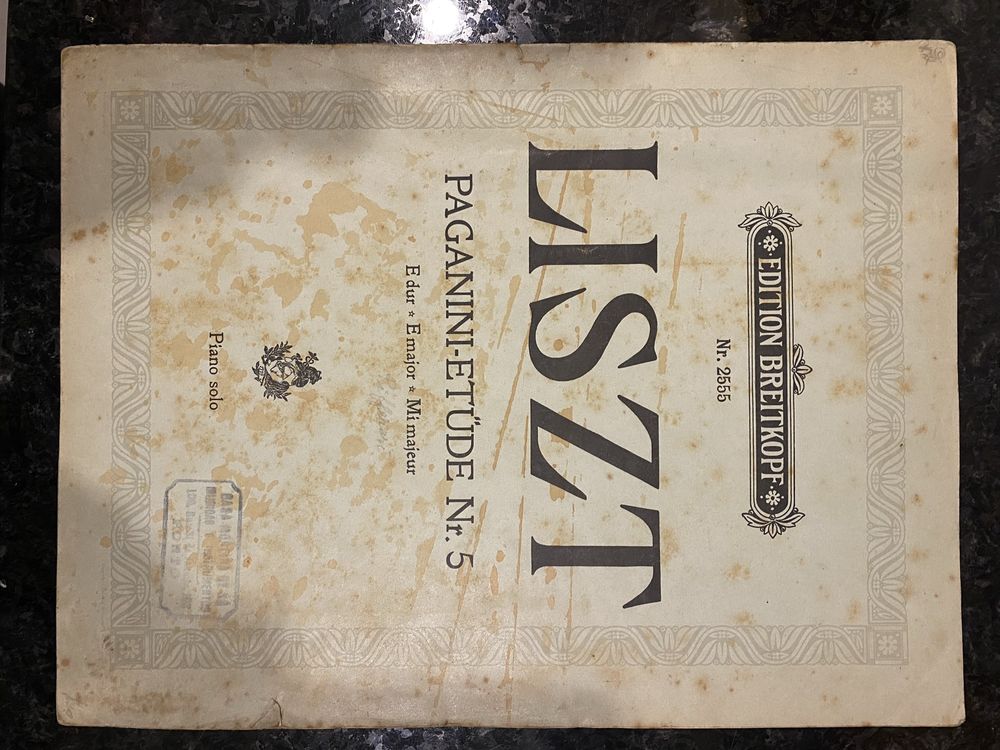 EDITION BREITKOPF
Nr. 2555
LISZT
PAGANINI-ETÜDE Nr. 5
E dur * E major * Mi majeur
Piano solo